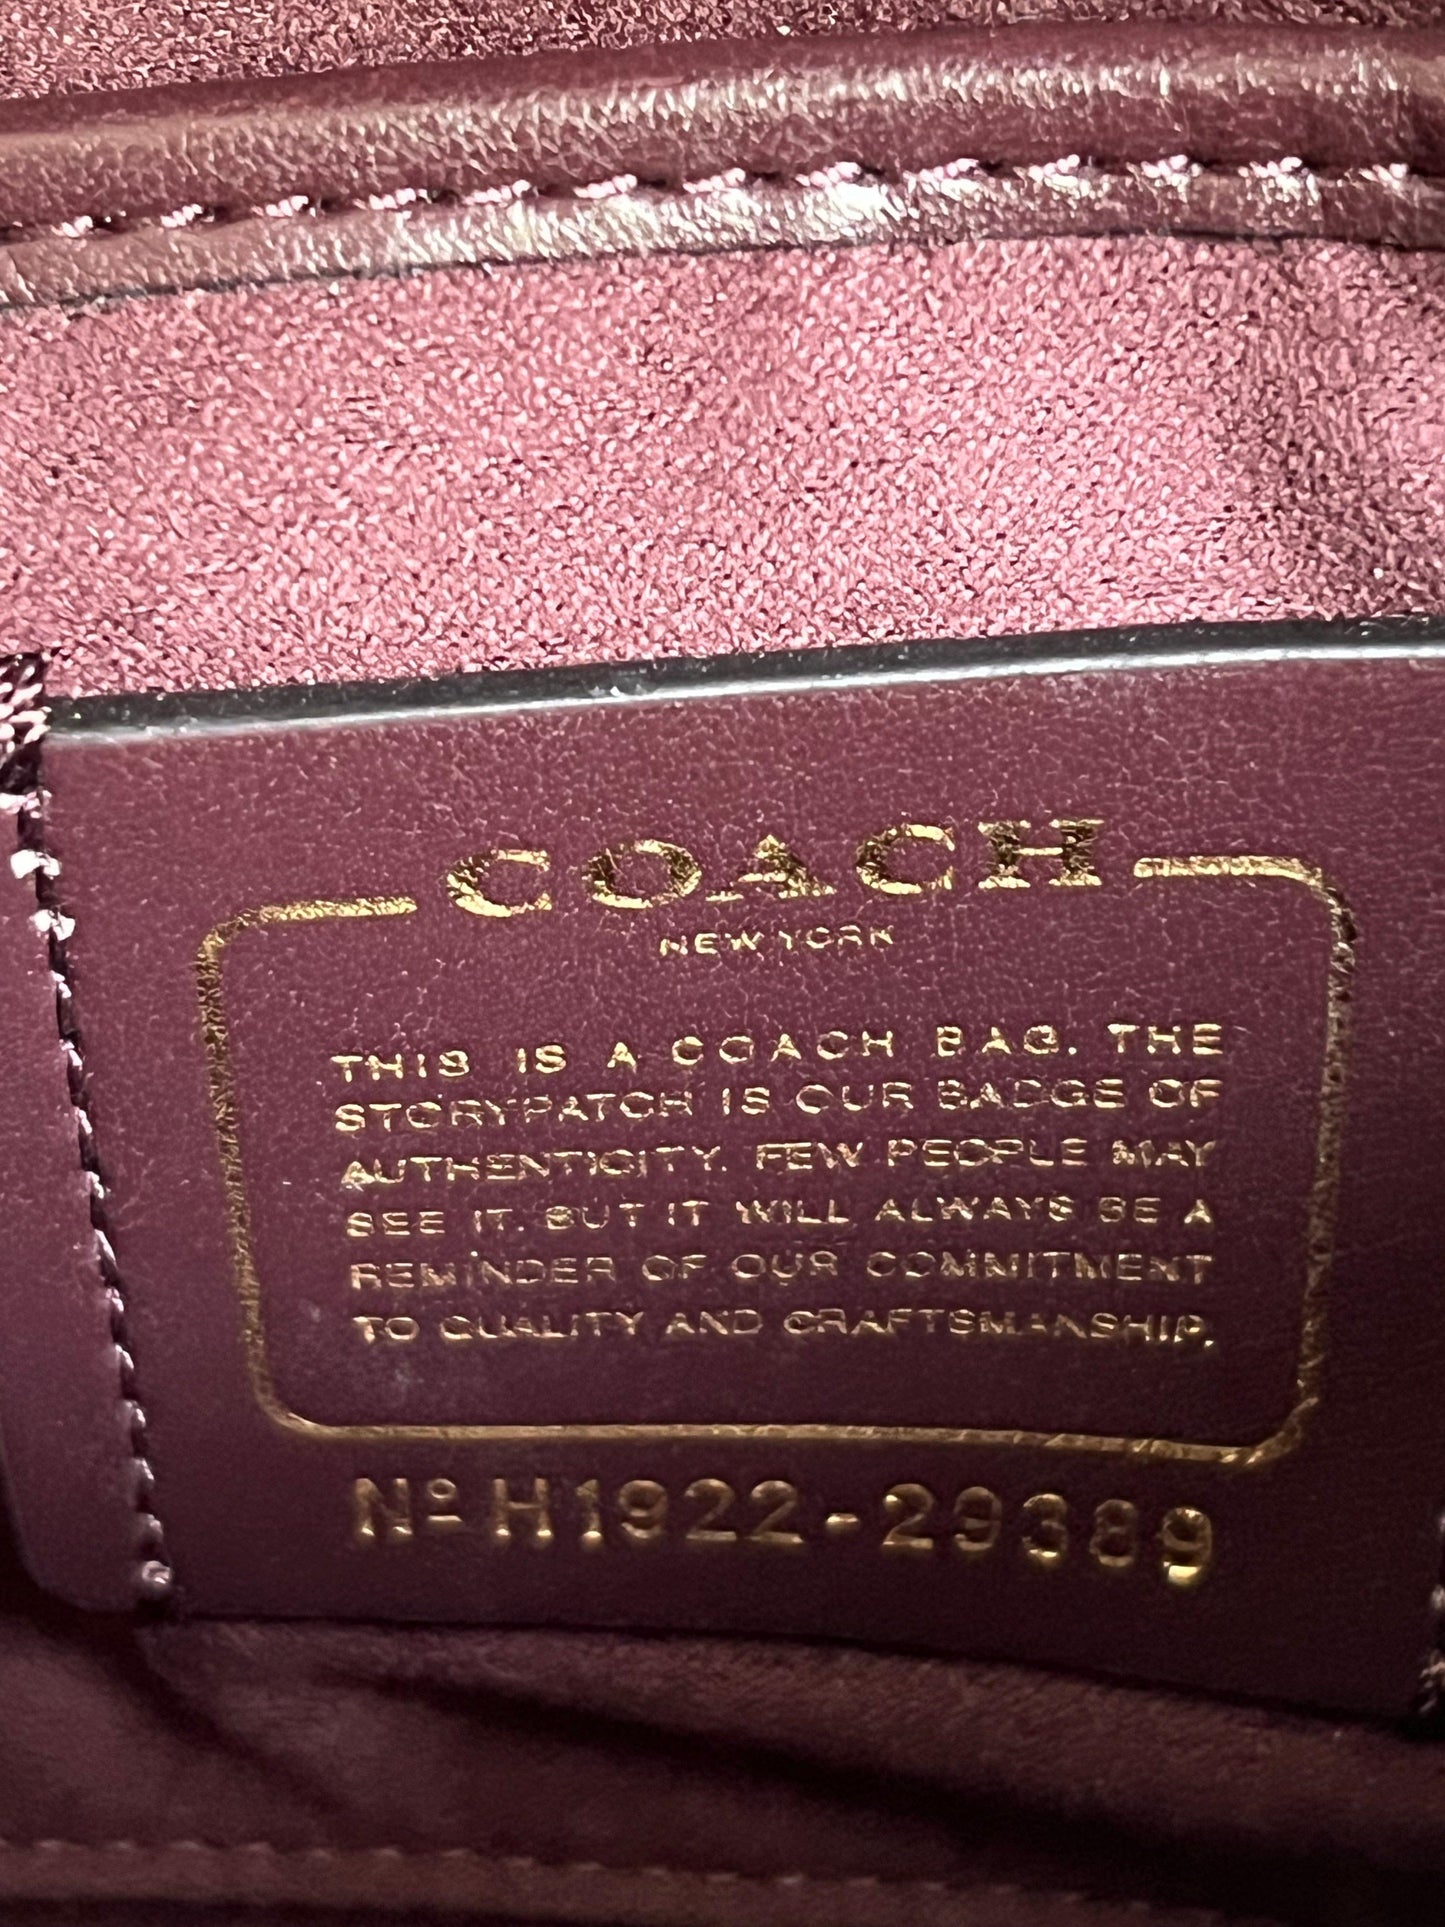 COACH
NEW YORK
THIS IS A COACH BAG. THE
STORYPATCH IS OUR BADGE OF
AUTHENTICITY. FEW PEOPLE MAY
SEE IT. BUT IT WILL ALWAYS BE A
REMINDER OF OUR COMMITMENT
TO QUALITY AND CRAFTSMANSHIP.
Nº H1922-29389